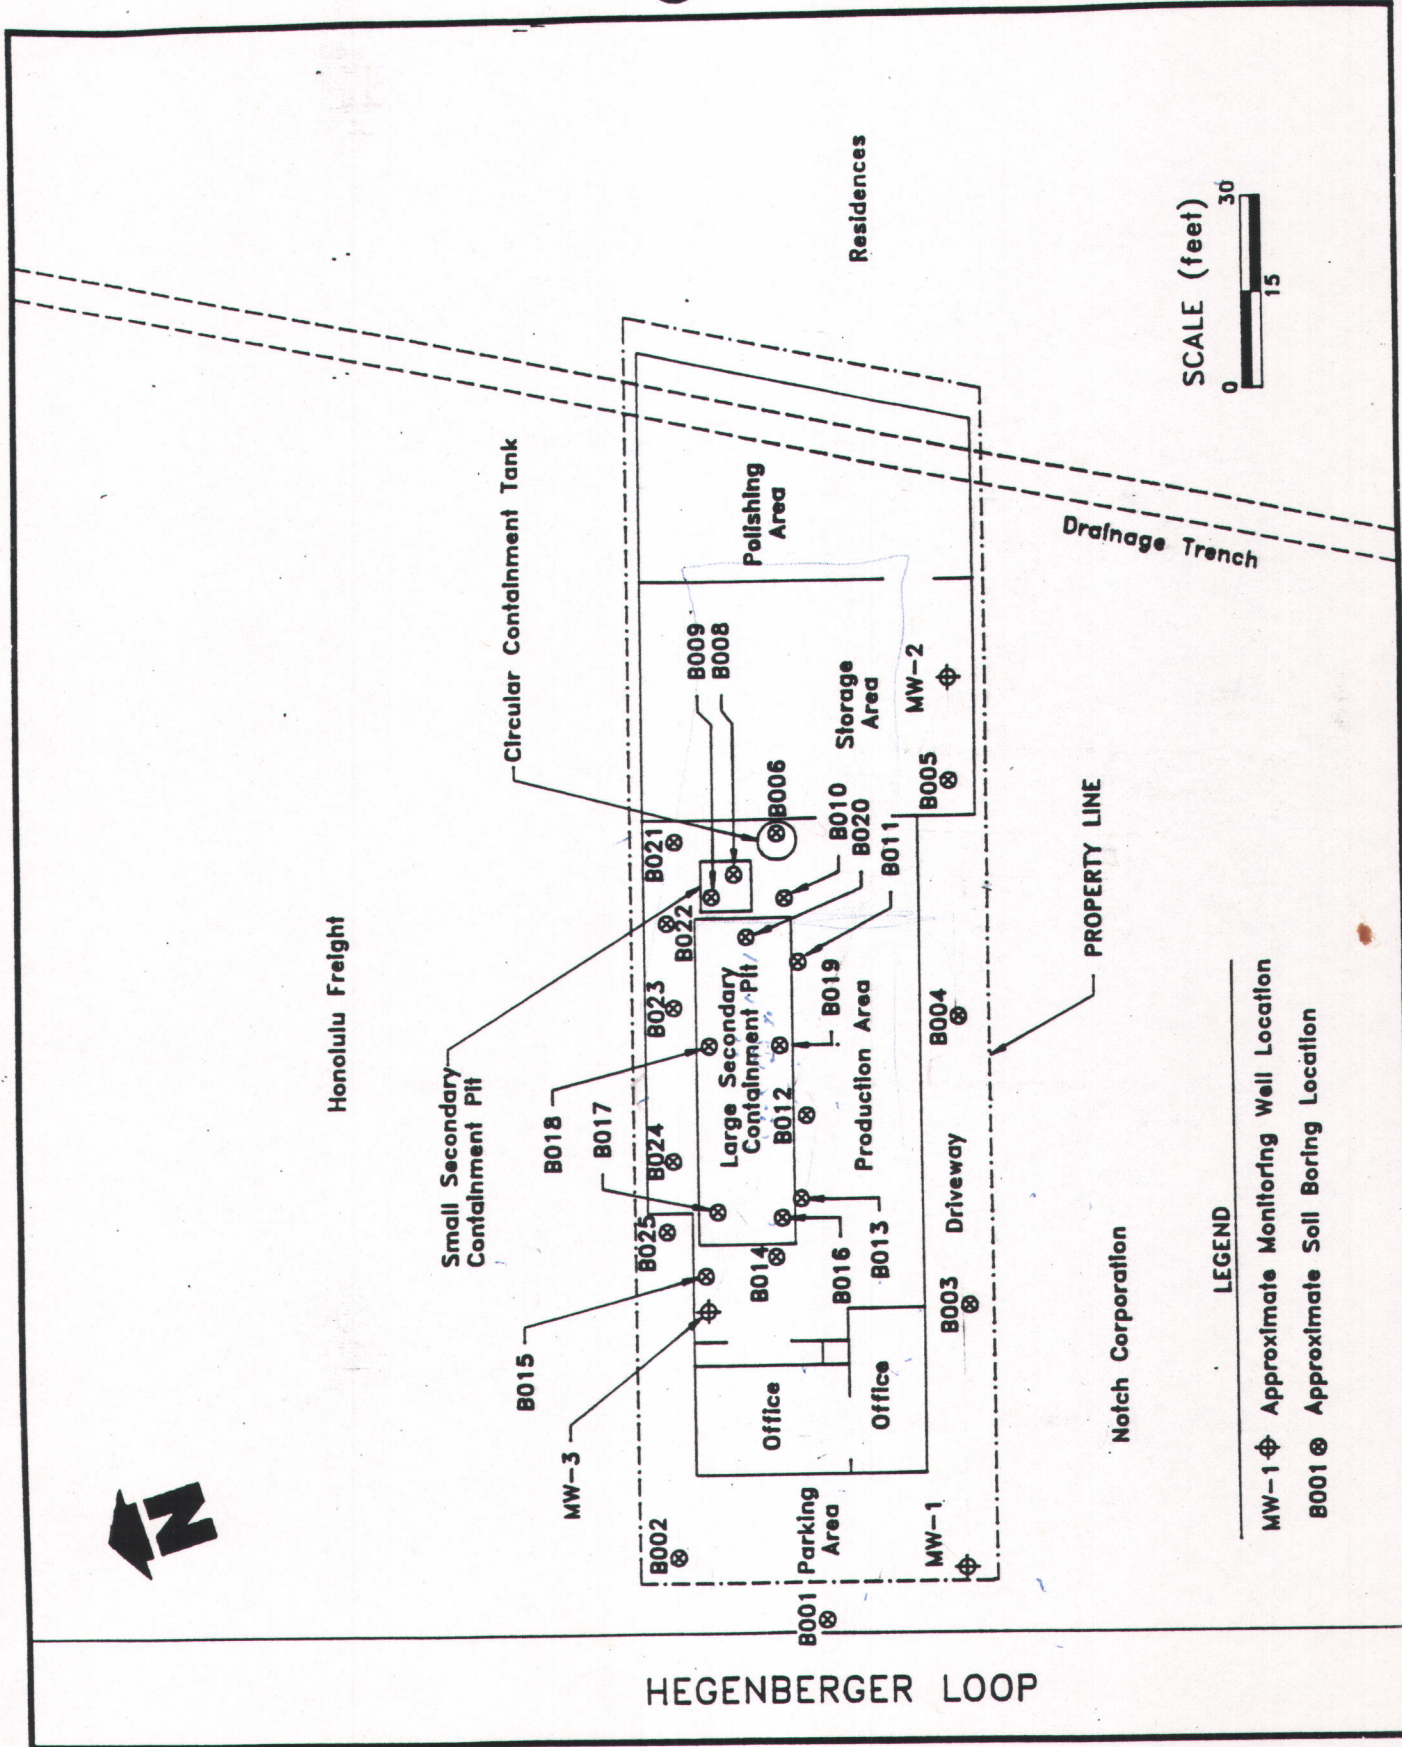 Honolulu Freight
Residences
Circular Containment Tank
Small Secondary
Containment Pit
B018
B017
B015
MW-3
B009
B008
B021
B022
B023
B024
B025
B002
B006
B010
B020
B011
B019
B012
B014
B016
B013
B005
MW-2
B004
B003
MW-1
B001
Polishing
Area
Storage
Area
Large Secondary
Containment Pit
Production Area
Office
Office
Parking
Area
Driveway
Drainage Trench
PROPERTY LINE
Notch Corporation
HEGENBERGER LOOP
N
SCALE (feet)
0
15
30
LEGEND
MW-1 Approximate Monitoring Well Location
B001 Approximate Soil Boring Location